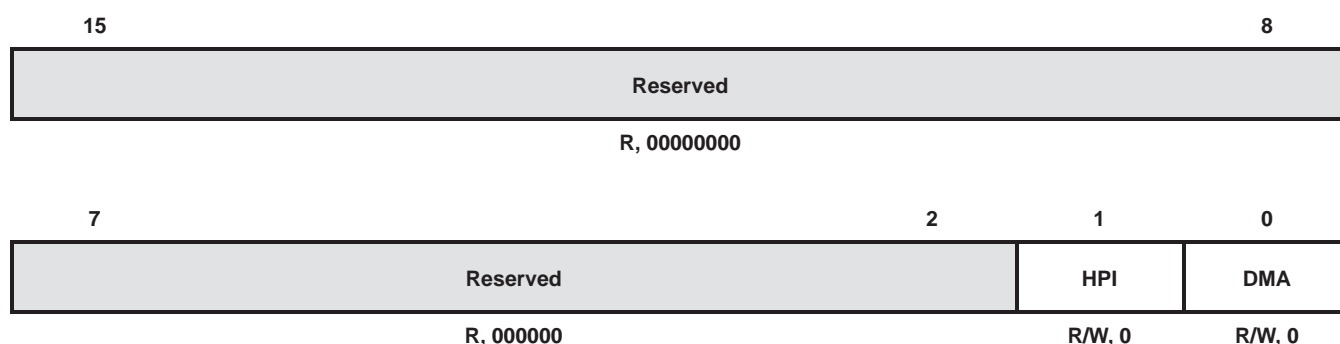 15 8
Reserved
R, 00000000
7 2 1 0
Reserved HPI DMA
R, 000000 R/W, 0 R/W, 0